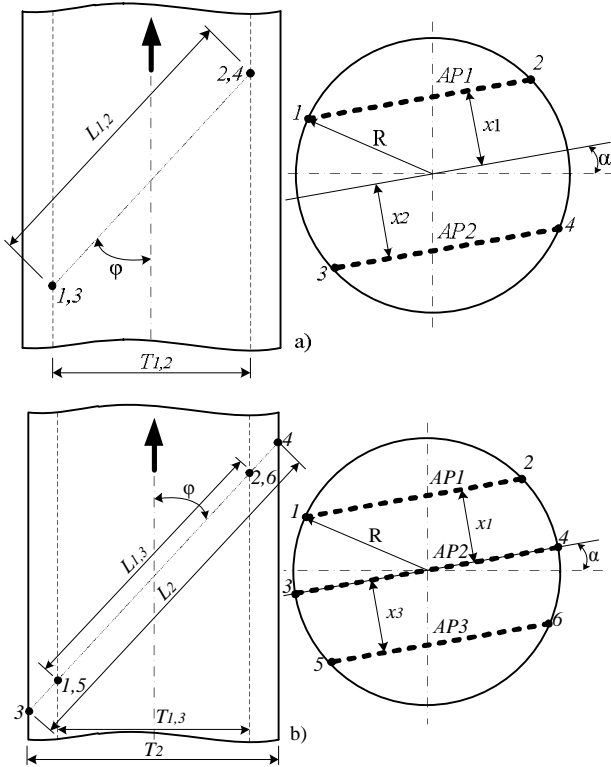 2,4
L1,2
φ
1,3
T1,2
a)
AP1
2
1
R
x1
α
x2
AP2
4
3
4
2,6
φ
L1,3
L2
1,5
3
T1,3
T2
b)
AP1
2
1
R
x1
AP2
4
α
3
x3
AP3
6
5